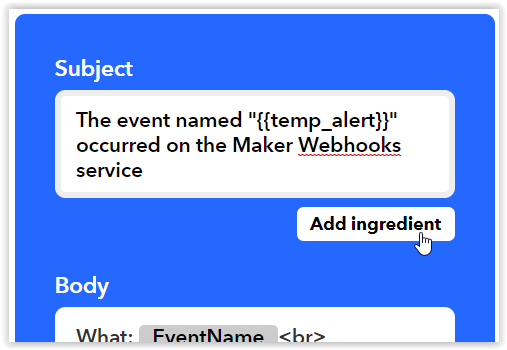 Subject
The event named "{{temp_alert}}"
occurred on the Maker Webhooks
service
Add ingredient
Body
What: EventName <br>